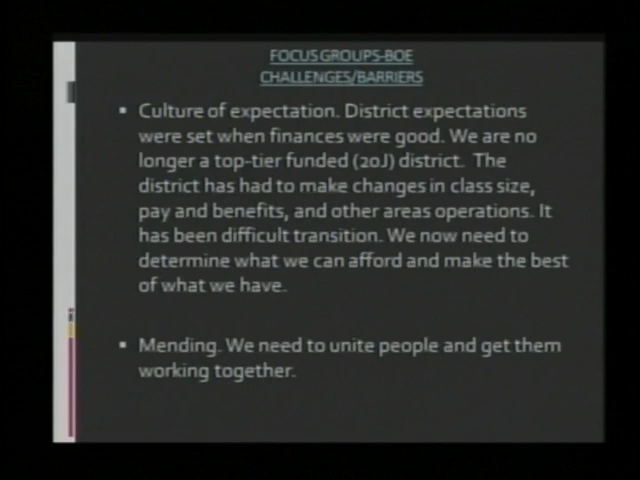 FOCUS GROUPS-BOE
CHALLENGES/BARRIERS
▪ Culture of expectation. District expectations
were set when finances were good. We are no
longer a top-tier funded (20J) district. The
district has had to make changes in class size,
pay and benefits, and other areas operations. It
has been difficult transition. We now need to
determine what we can afford and make the best
of what we have.
▪ Mending. We need to unite people and get them
working together.